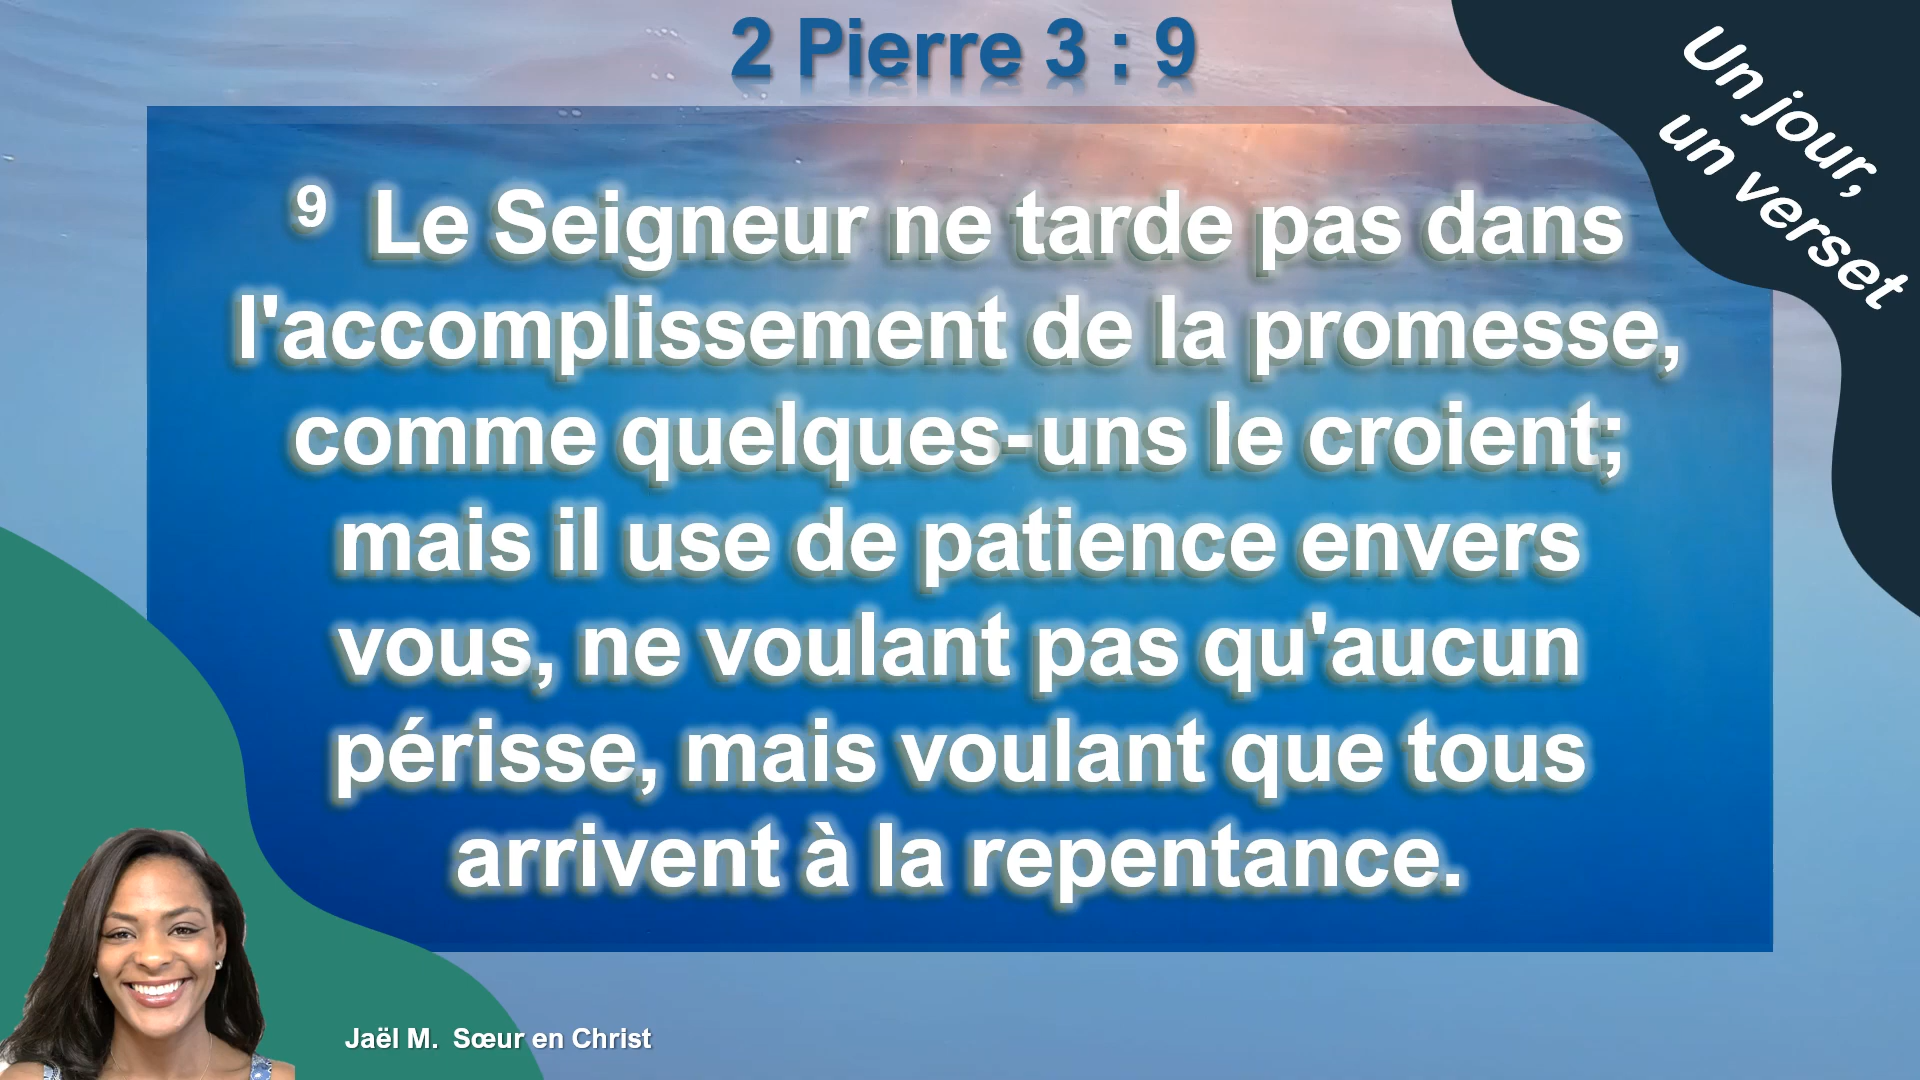 2 Pierre 3 : 9
Un jour,
un verset
9 Le Seigneur ne tarde pas dans
l'accomplissement de la promesse,
comme quelques-uns le croient;
mais il use de patience envers
vous, ne voulant pas qu'aucun
périsse, mais voulant que tous
arrivent à la repentance.
Jaël M. Sœur en Christ